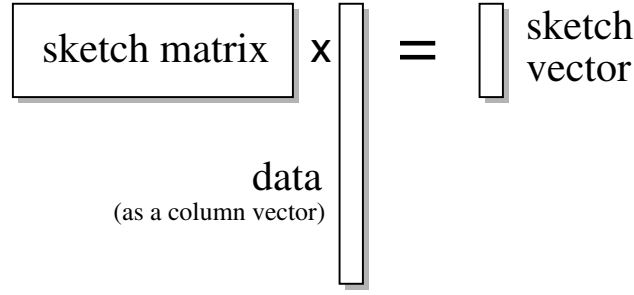 sketch matrix x = sketch
vector
data
(as a column vector)